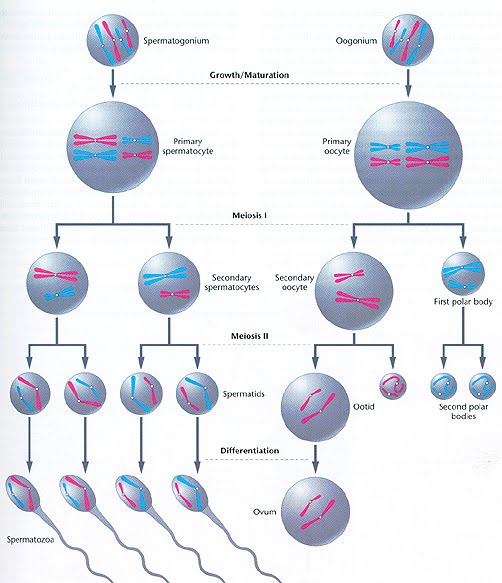 Spermatogonium
Oogonium
Growth/Maturation
Primary
spermatocyte
Primary
oocyte
Meiosis I
Secondary
spermatocytes
Secondary
oocyte
First polar body
Meiosis II
Spermatids
Ootid
Second polar
bodies
Differentiation
Spermatozoa
Ovum